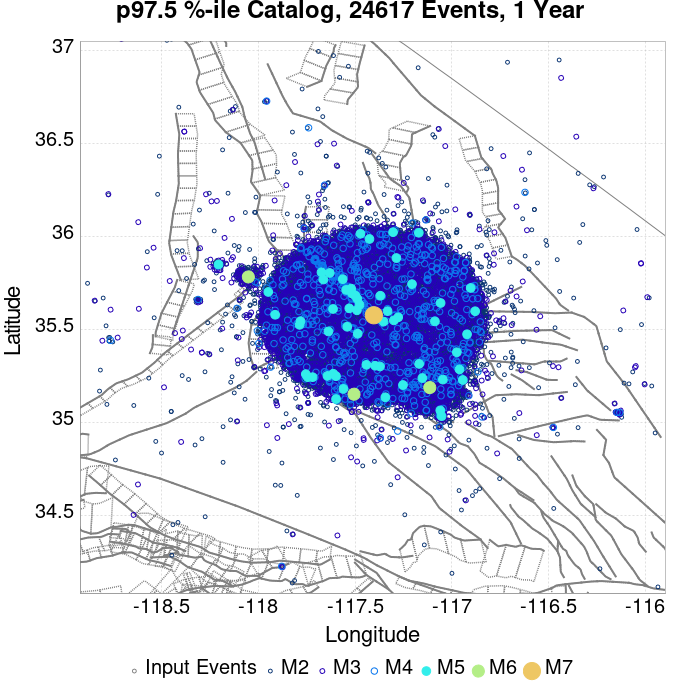 p97.5 %-ile Catalog, 24617 Events, 1 Year
37
36.5
36
35.5
35
34.5
Latitude
-118.5 -118 -117.5 -117 -116.5 -116
Longitude
Input Events M2 M3 M4 M5 M6 M7